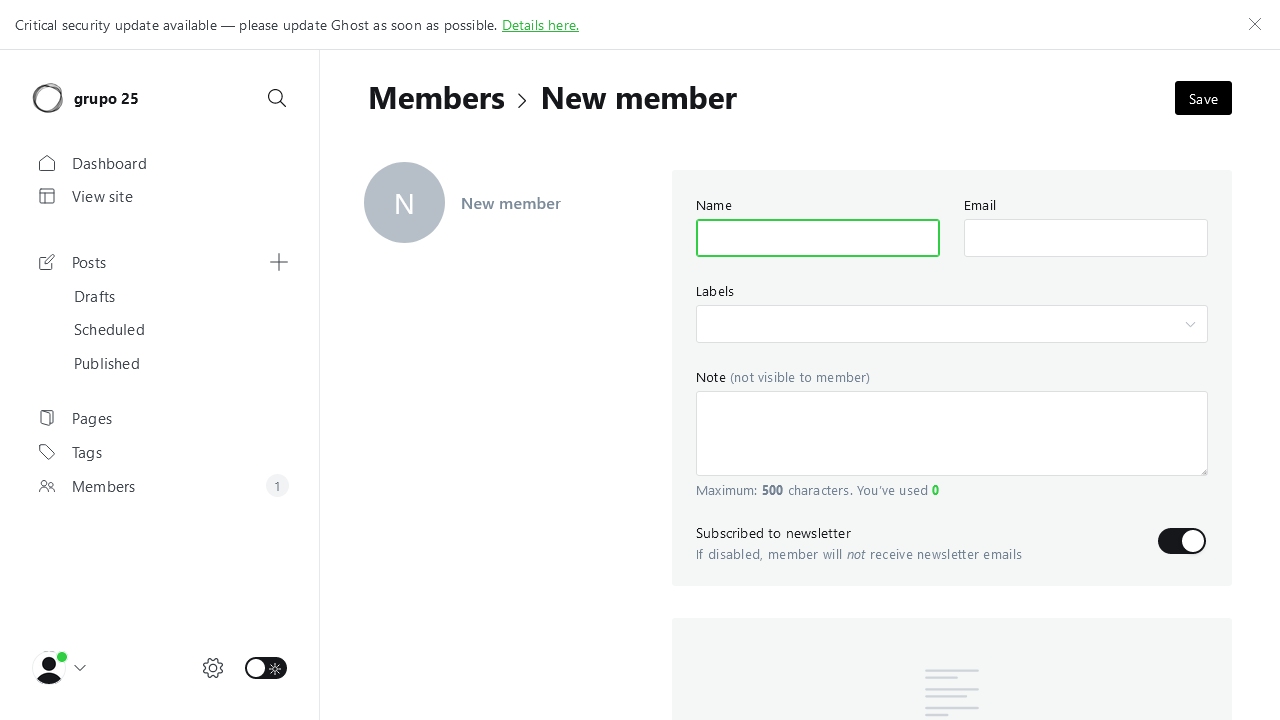 Critical security update available — please update Ghost as soon as possible. Details here.
grupo 25
Dashboard
View site
Posts
Drafts
Scheduled
Published
Pages
Tags
Members
1
Members > New member
Save
N
New member
Name
Email
Labels
Note (not visible to member)
Maximum: 500 characters. You've used 0
Subscribed to newsletter
If disabled, member will not receive newsletter emails